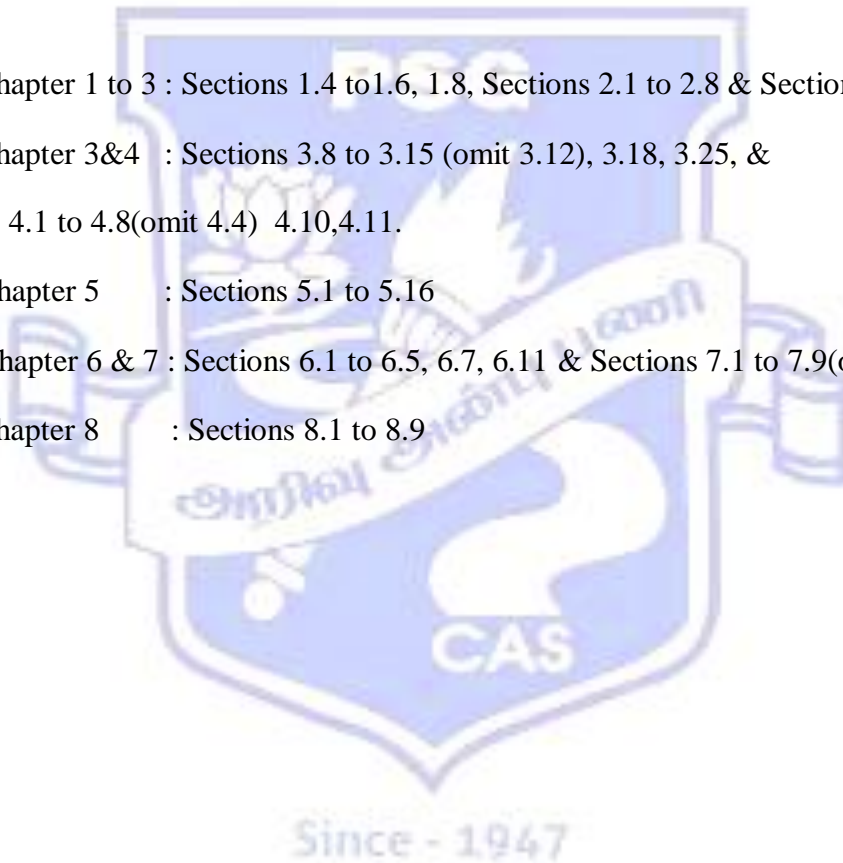 PSG
hapter 1 to 3 : Sections 1.4 to1.6, 1.8, Sections 2.1 to 2.8 & Section
hapter 3&4 : Sections 3.8 to 3.15 (omit 3.12), 3.18, 3.25, &
4.1 to 4.8(omit 4.4) 4.10,4.11.
hapter 5 : Sections 5.1 to 5.16
hapter 6 & 7 : Sections 6.1 to 6.5, 6.7, 6.11 & Sections 7.1 to 7.9(o
hapter 8 : Sections 8.1 to 8.9
அறிவு அன்பு பணி
CAS
Since - 1947